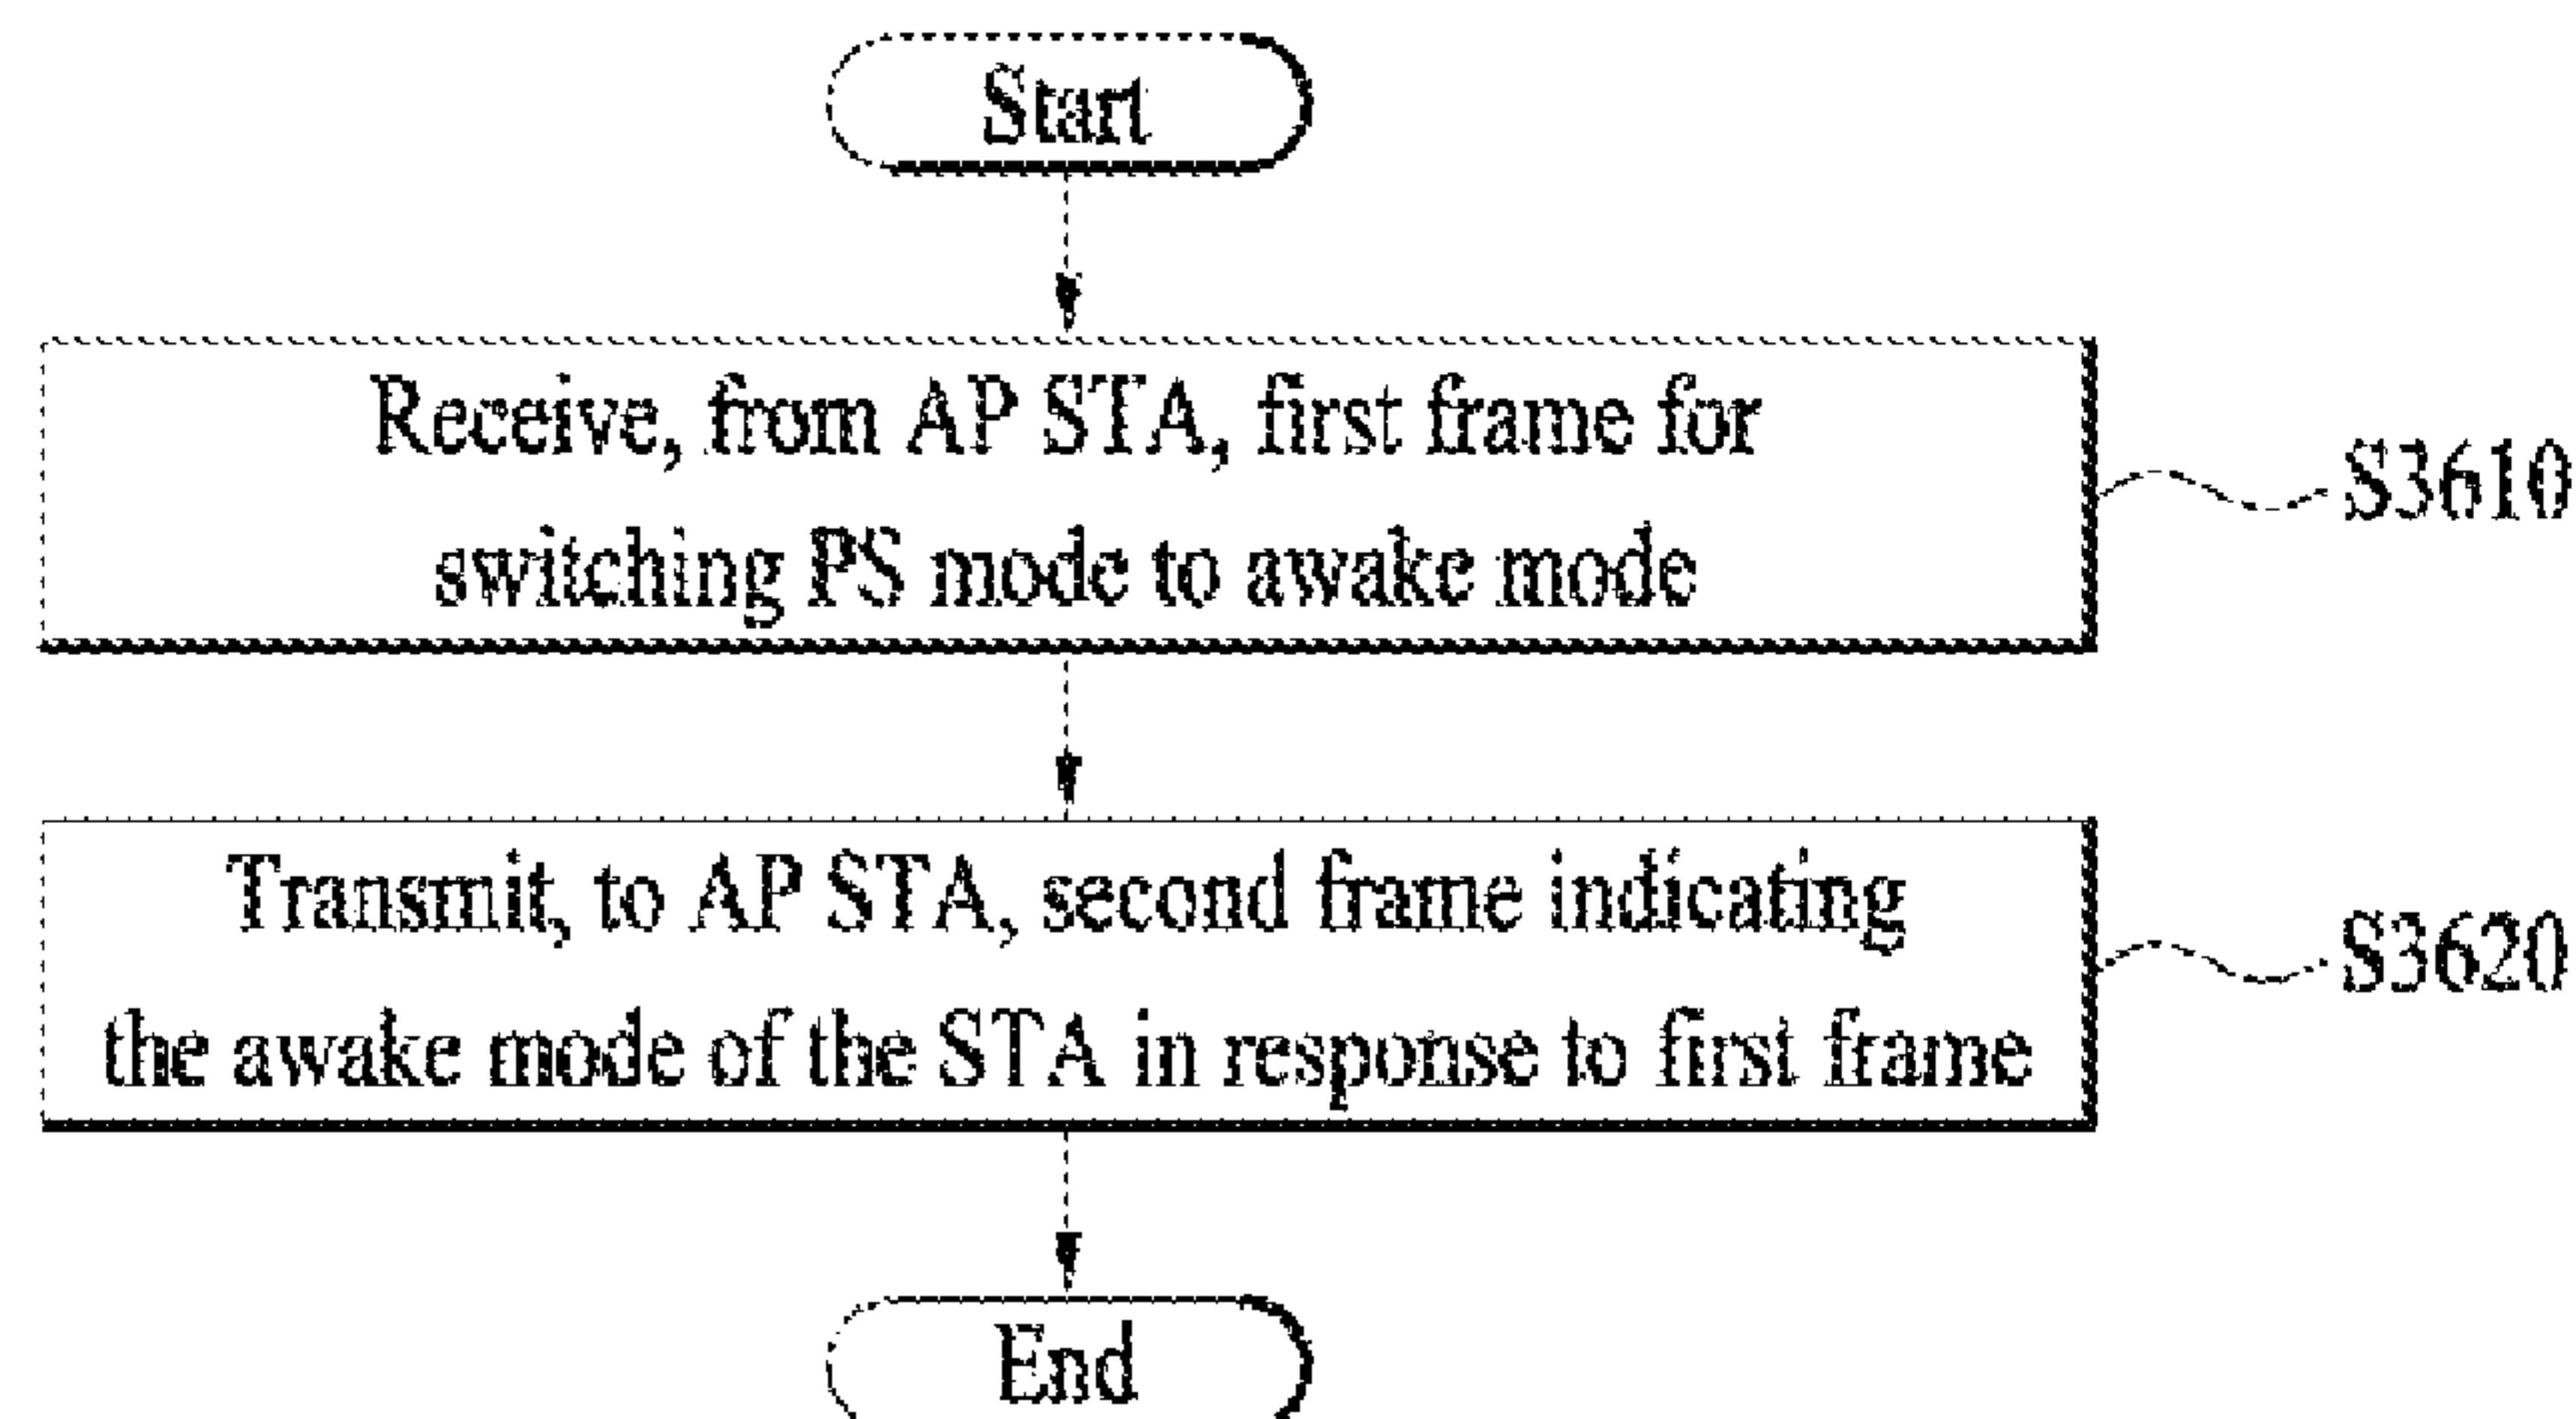 Start
Receive, from AP STA, first frame for
switching PS mode to awake mode
S3610
Transmit, to AP STA, second frame indicating
the awake mode of the STA in response to first frame
S3620
End